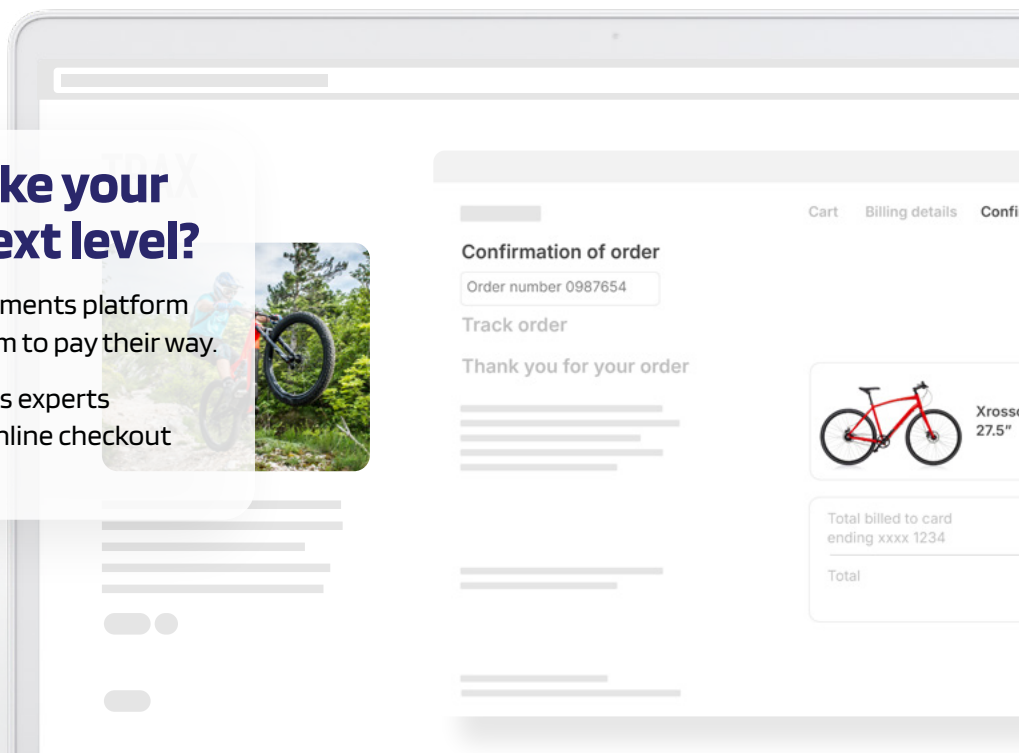 TRAX
ke your
ext level?
ments platform
m to pay their way.
s experts
nline checkout
Cart Billing details Confi
Confirmation of order
Order number 0987654
Track order
Thank you for your order
Xrosso
27.5"
Total billed to card
ending xxxx 1234
Total